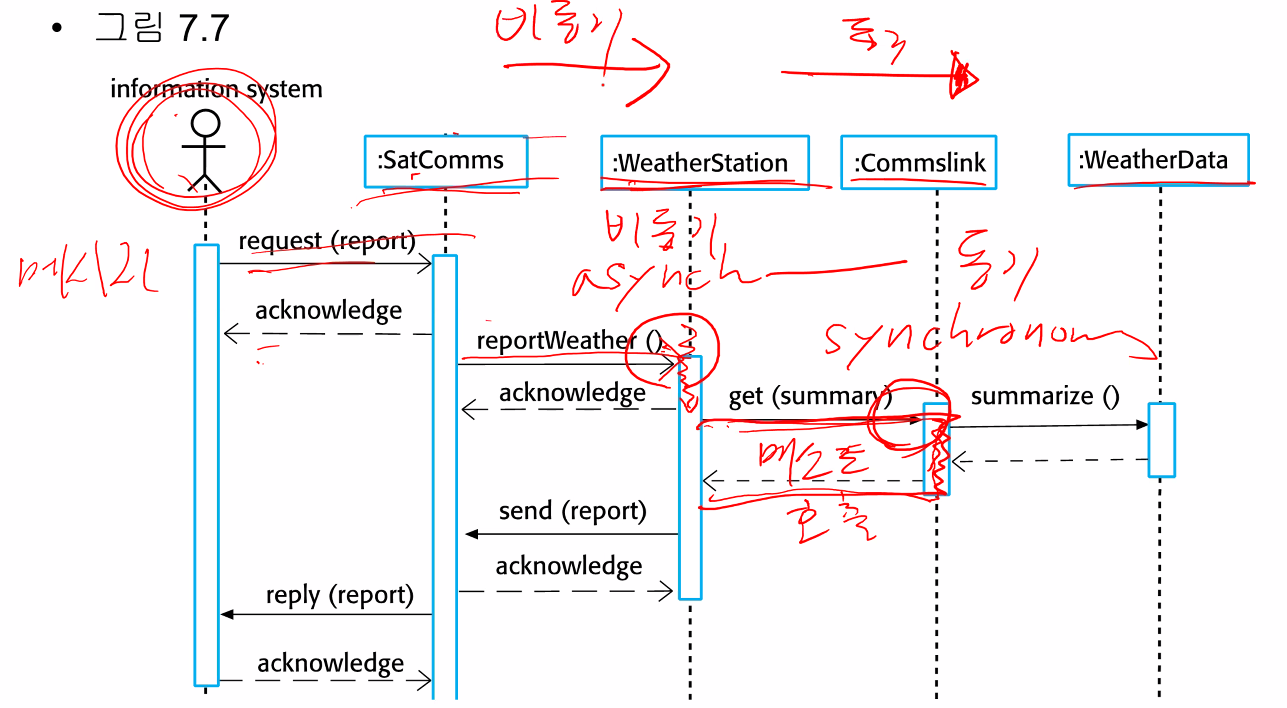 • 그림 7.7
비동기
동기
information system
:SatComms
:WeatherStation
:Commslink
:WeatherData
메시지
request (report)
비동기
asynch
동기
synchronous
acknowledge
reportWeather ()
acknowledge
get (summary)
summarize ()
메소드
호출
send (report)
acknowledge
reply (report)
acknowledge